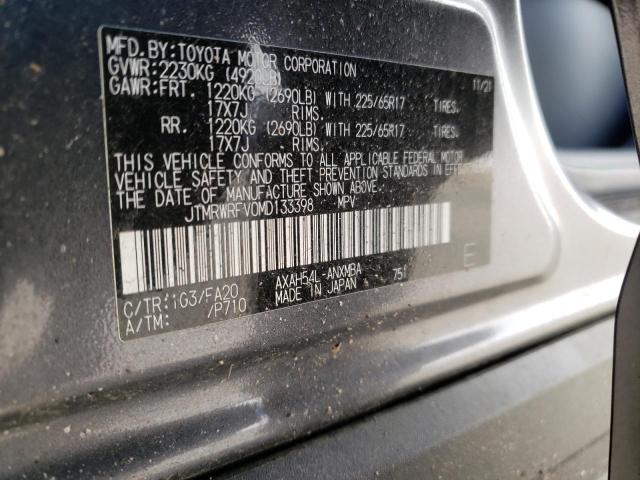 MFD. BY: TOYOTA MOTOR CORPORATION 11/21
GVWR: 2230KG (4920LB)
GAWR: FRT. 1220KG (2690LB) WITH 225/65R17 TIRES.
17X7J RIMS.
RR. 1220KG (2690LB) WITH 225/65R17 TIRES.
17X7J RIMS.
THIS VEHICLE CONFORMS TO ALL APPLICABLE FEDERAL MOTOR
VEHICLE SAFETY AND THEFT PREVENTION STANDARDS IN EFFECT ON
THE DATE OF MANUFACTURE SHOWN ABOVE.
JTMRWRFV0MD133398 MPV
C/TR: 1G3/FA20 AXAH54L-ANXMBA 751 E
A/TM: /P710 MADE IN JAPAN